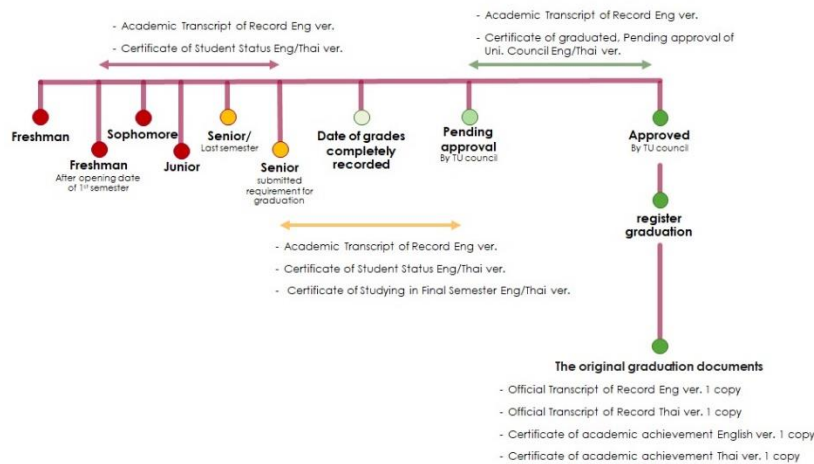 - Academic Transcript of Record Eng ver.
- Certificate of Student Status Eng/Thai ver.
- Academic Transcript of Record Eng ver.
- Certificate of graduated. Pending approval of
Uni. Council Eng/Thai ver.
Freshman
Freshman
After opening date
of 1st semester
Sophomore
Junior
Senior/
Last semester
Senior
submitted
requirement for
graduation
Date of grades
completely
recorded
Pending
approval
By TU council
Approved
By TU council
register
graduation
- Academic Transcript of Record Eng ver.
- Certificate of Student Status Eng/Thai ver.
- Certificate of Studying in Final Semester Eng/Thai ver.
The original graduation documents
- Official Transcript of Record Eng ver. 1 copy
- Official Transcript of Record Thai ver. 1 copy
- Certificate of academic achievement English ver. 1 copy
- Certificate of academic achievement Thai ver. 1 copy